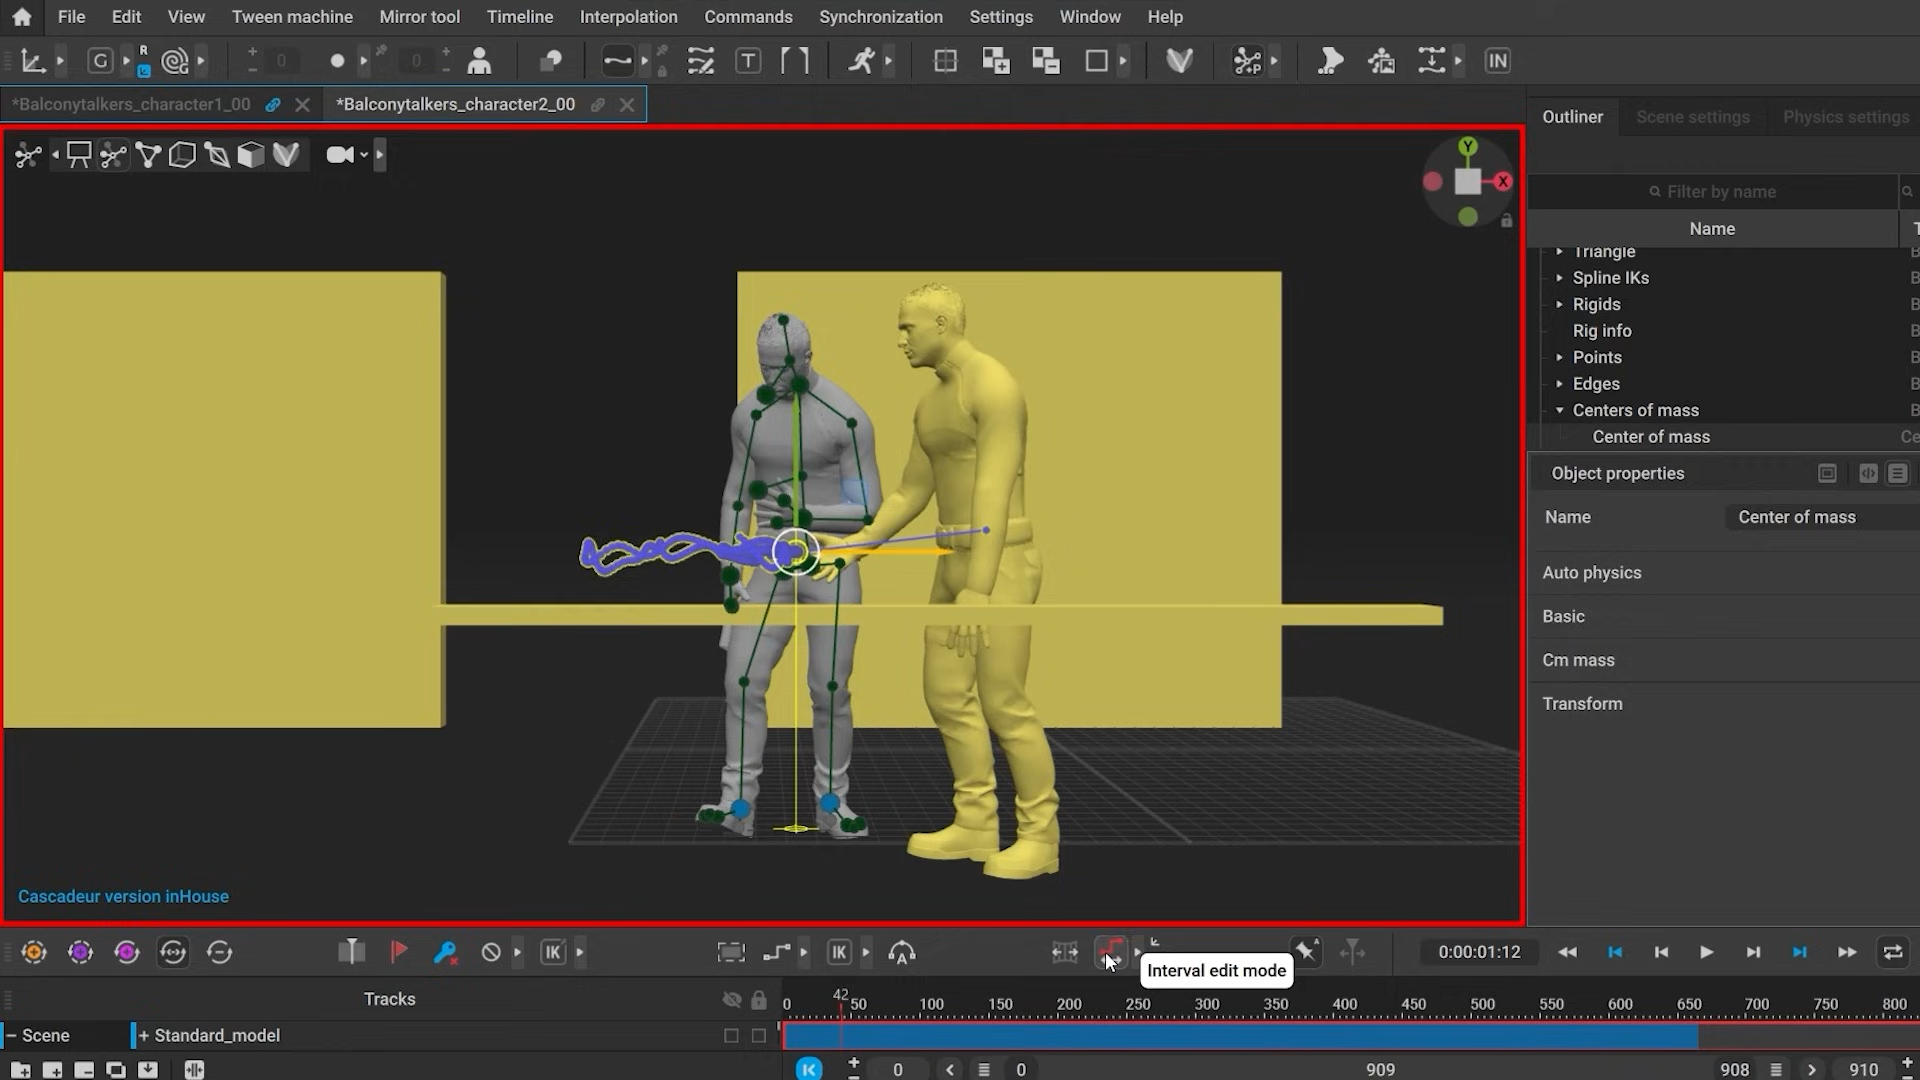 File Edit View Tween machine Mirror tool Timeline Interpolation Commands Synchronization Settings Window Help
G R 0 0 T P IN
*Balconytalkers_character1_00 *Balconytalkers_character2_00
Outliner Scene settings Physics settings
Y
X
Filter by name
Name T
Triangle B
Spline IKs B
Rigids B
Rig info B
Points B
Edges B
Centers of mass B
Center of mass Ce
Object properties
Name Center of mass
Auto physics
Basic
Cm mass
Transform
Cascadeur version inHouse
IK IK A A 0:00:01:12
Interval edit mode
Tracks
0 42 50 100 150 200 250 300 350 400 450 500 550 600 650 700 750 800
− Scene + Standard_model
0 0 909 908 910